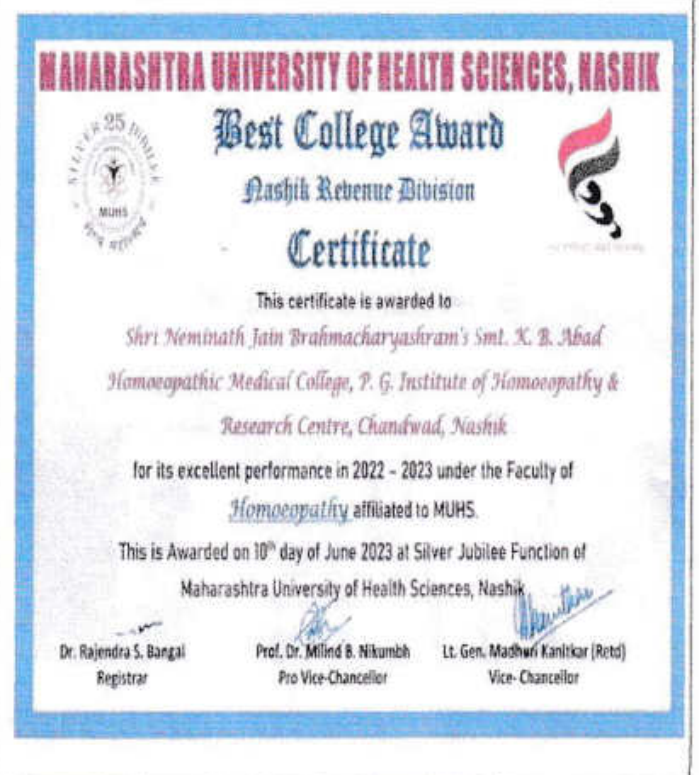 MAHARASHTRA UNIVERSITY OF HEALTH SCIENCES, NASHIK
SILVER 25 JUBILEE
MUHS
Best College Award
Nashik Revenue Division
Certificate
This certificate is awarded to
Shri Neminath Jain Brahmacharyashram's Smt. K. B. Abad
Homoeopathic Medical College, P. G. Institute of Homoeopathy &
Research Centre, Chandwad, Nashik
for its excellent performance in 2022 - 2023 under the Faculty of
Homoeopathy affiliated to MUHS.
This is Awarded on 10th day of June 2023 at Silver Jubilee Function of
Maharashtra University of Health Sciences, Nashik
Dr. Rajendra S. Bangal
Prof. Dr. Milind B. Nikumbh
Lt. Gen. Madhuri Kanitkar (Retd)
Registrar
Pro Vice-Chancellor
Vice- Chancellor